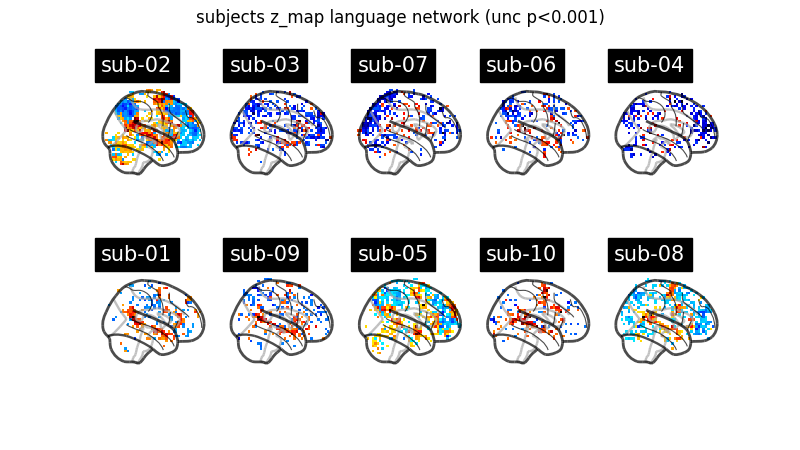 subjects z_map language network (unc p<0.001)
sub-02
sub-03
sub-07
sub-06
sub-04
sub-01
sub-09
sub-05
sub-10
sub-08